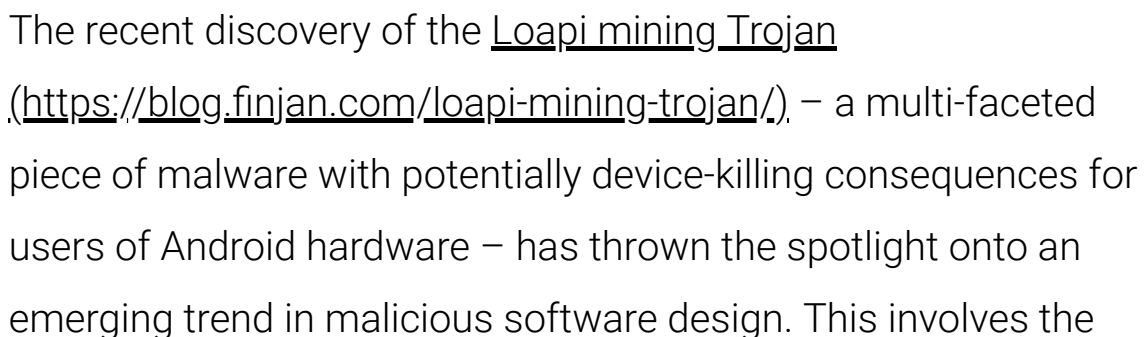 The recent discovery of the Loapi mining Trojan
(https://blog.finjan.com/loapi-mining-trojan/) – a multi-faceted
piece of malware with potentially device-killing consequences for
users of Android hardware – has thrown the spotlight onto an
emerging trend in malicious software design. This involves the